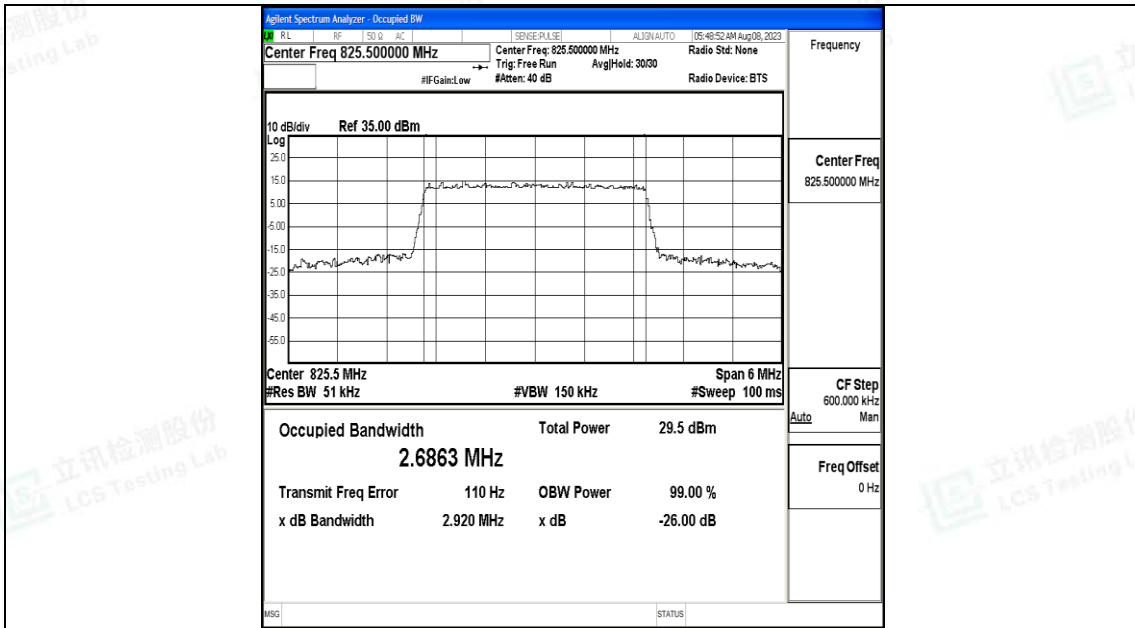 Agilent Spectrum Analyzer - Occupied BW
RL RF 50 Ω AC SENSE:PULSE ALIGN AUTO 05:48:52 AM Aug 08, 2023
Center Freq 825.500000 MHz
Center Freq: 825.500000 MHz Radio Std: None
Trig: Free Run Avg|Hold: 30/30
#IFGain:Low #Atten: 40 dB Radio Device: BTS
10 dB/div Ref 35.00 dBm
Log
25.0
15.0
5.00
-5.00
-15.0
-25.0
-35.0
-45.0
-55.0
Center 825.5 MHz Span 6 MHz
#Res BW 51 kHz #VBW 150 kHz #Sweep 100 ms
Occupied Bandwidth Total Power 29.5 dBm
2.6863 MHz
Transmit Freq Error 110 Hz OBW Power 99.00 %
x dB Bandwidth 2.920 MHz x dB -26.00 dB
MSG STATUS
Frequency
Center Freq
825.500000 MHz
CF Step
600.000 kHz
Auto Man
Freq Offset
0 Hz
立讯检测股份
LCS Testing Lab
立讯检测股份